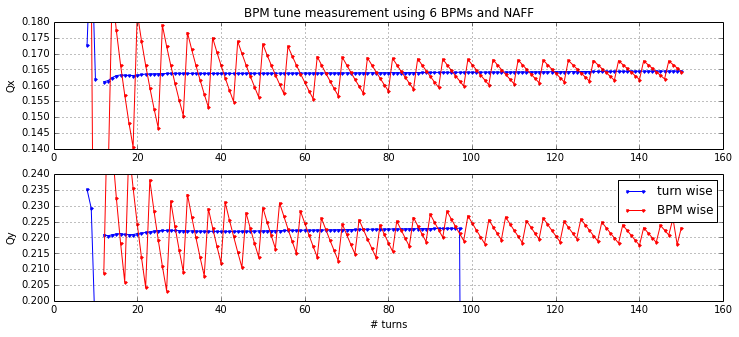 BPM tune measurement using 6 BPMs and NAFF
0.180
0.175
0.170
0.165
0.160
0.155
0.150
0.145
0.140
Qx
0 20 40 60 80 100 120 140 160
0.240
0.235
0.230
0.225
0.220
0.215
0.210
0.205
0.200
Qy
turn wise
BPM wise
0 20 40 60 80 100 120 140 160
# turns